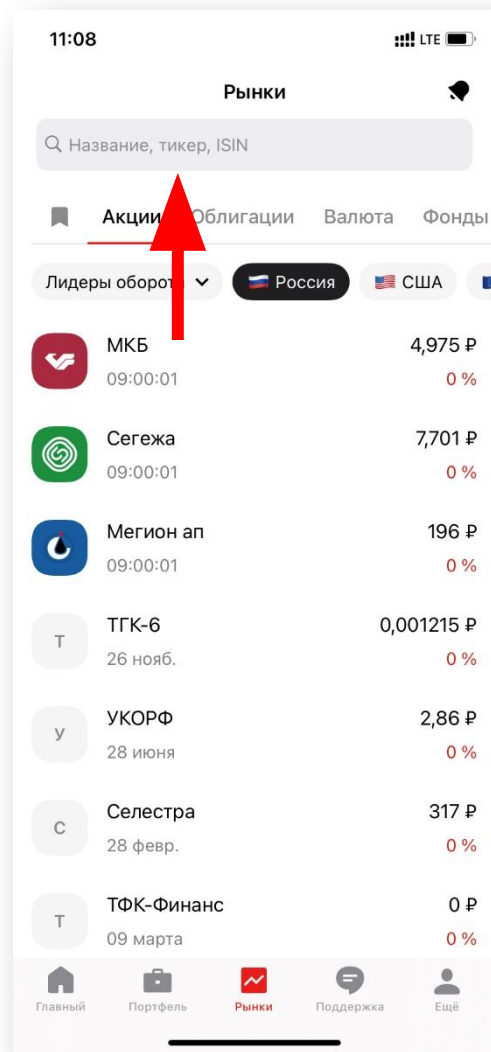 11:08 LTE
Рынки
Название, тикер, ISIN
Акции Облигации Валюта Фонды
Лидеры оборота Россия США
МКБ 4,975 ₽
09:00:01 0 %
Сегежа 7,701 ₽
09:00:01 0 %
Мегион ап 196 ₽
09:00:01 0 %
Т ТГК-6 0,001215 ₽
26 нояб. 0 %
У УКОРФ 2,86 ₽
28 июня 0 %
С Селестра 317 ₽
28 февр. 0 %
Т ТФК-Финанс 0 ₽
09 марта 0 %
Главный Портфель Рынки Поддержка Ещё